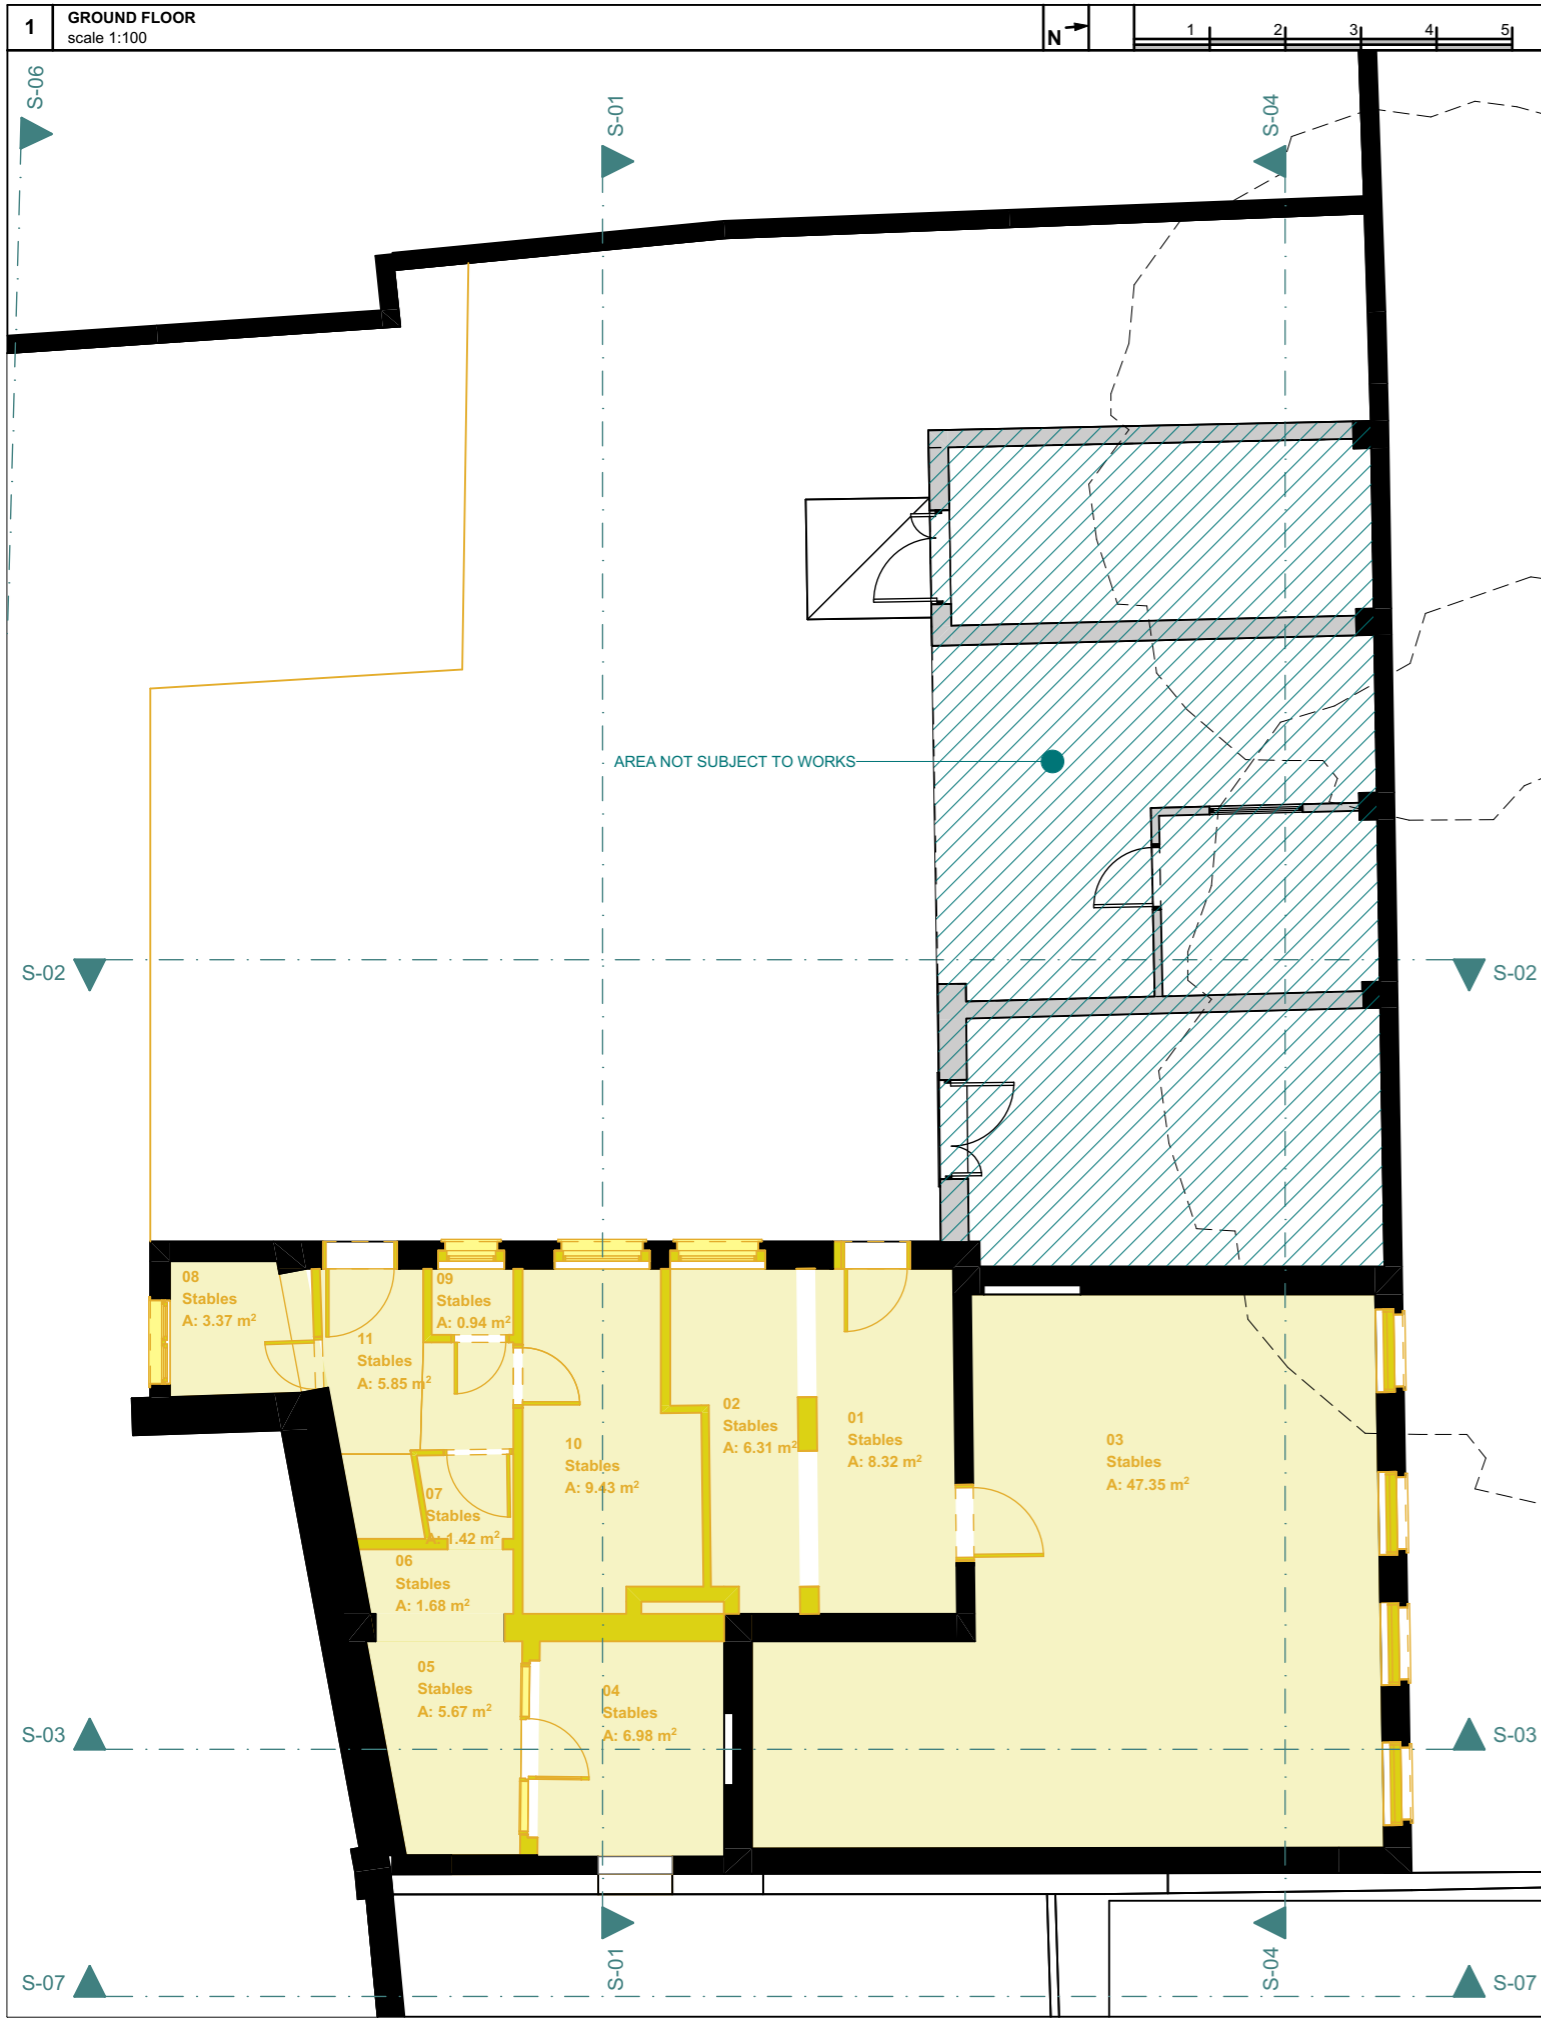 1
GROUND FLOOR
scale 1:100
N
1 2 3 4 5
S-06
S-01
S-04
AREA NOT SUBJECT TO WORKS
S-02
S-02
08
Stables
A: 3.37 m²
09
Stables
A: 0.94 m²
11
Stables
A: 5.85 m²
02
Stables
A: 6.31 m²
01
Stables
A: 8.32 m²
10
Stables
A: 9.43 m²
03
Stables
A: 47.35 m²
07
Stables
A: 1.42 m²
06
Stables
A: 1.68 m²
05
Stables
A: 5.67 m²
04
Stables
A: 6.98 m²
S-03
S-03
S-01
S-04
S-07
S-07